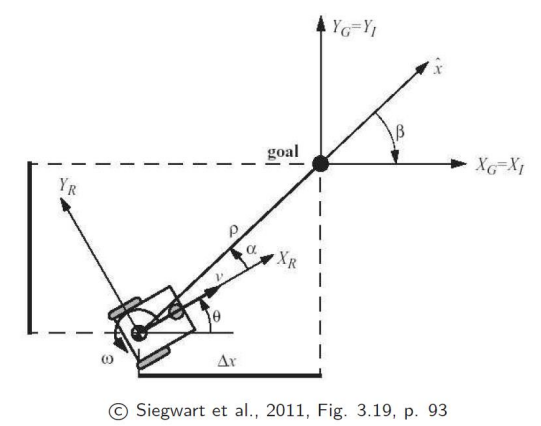 Y_G=Y_I
x̂
β
goal
X_G=X_I
Y_R
ρ
α
X_R
v
θ
ω
Δx
© Siegwart et al., 2011, Fig. 3.19, p. 93